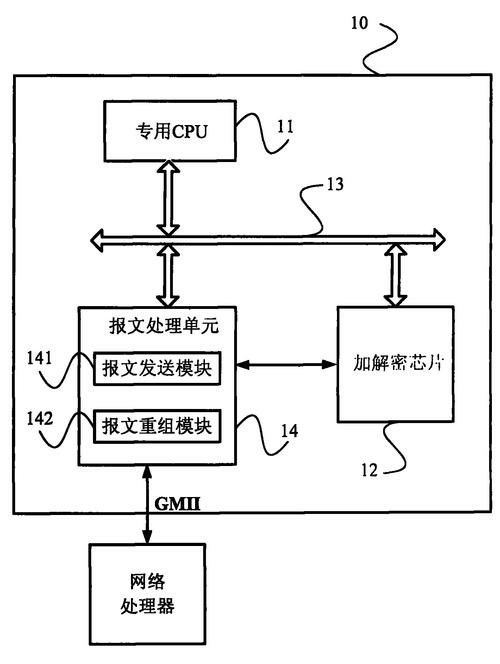 10
专用CPU
11
13
报文处理单元
141
报文发送模块
加解密芯片
142
报文重组模块
14
12
GMII
网络
处理器